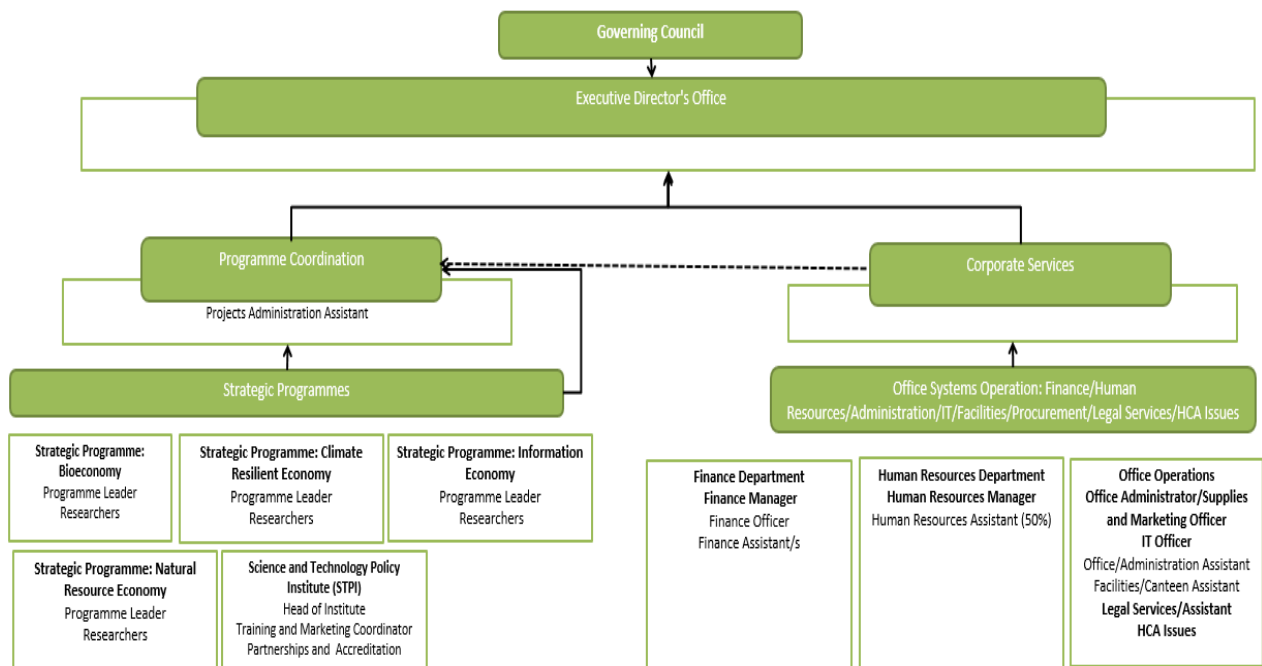 Governing Council
Executive Director's Office
Programme Coordination
Projects Administration Assistant
Corporate Services
Strategic Programmes
Office Systems Operation: Finance/Human
Resources/Administration/IT/Facilities/Procurement/Legal Services/HCA Issues
Strategic Programme:
Bioeconomy
Programme Leader
Researchers
Strategic Programme: Climate
Resilient Economy
Programme Leader
Researchers
Strategic Programme: Information
Economy
Programme Leader
Researchers
Strategic Programme: Natural
Resource Economy
Programme Leader
Researchers
Science and Technology Policy
Institute (STPI)
Head of Institute
Training and Marketing Coordinator
Partnerships and Accreditation
Finance Department
Finance Manager
Finance Officer
Finance Assistant/s
Human Resources Department
Human Resources Manager
Human Resources Assistant (50%)
Office Operations
Office Administrator/Supplies
and Marketing Officer
IT Officer
Office/Administration Assistant
Facilities/Canteen Assistant
Legal Services/Assistant
HCA Issues